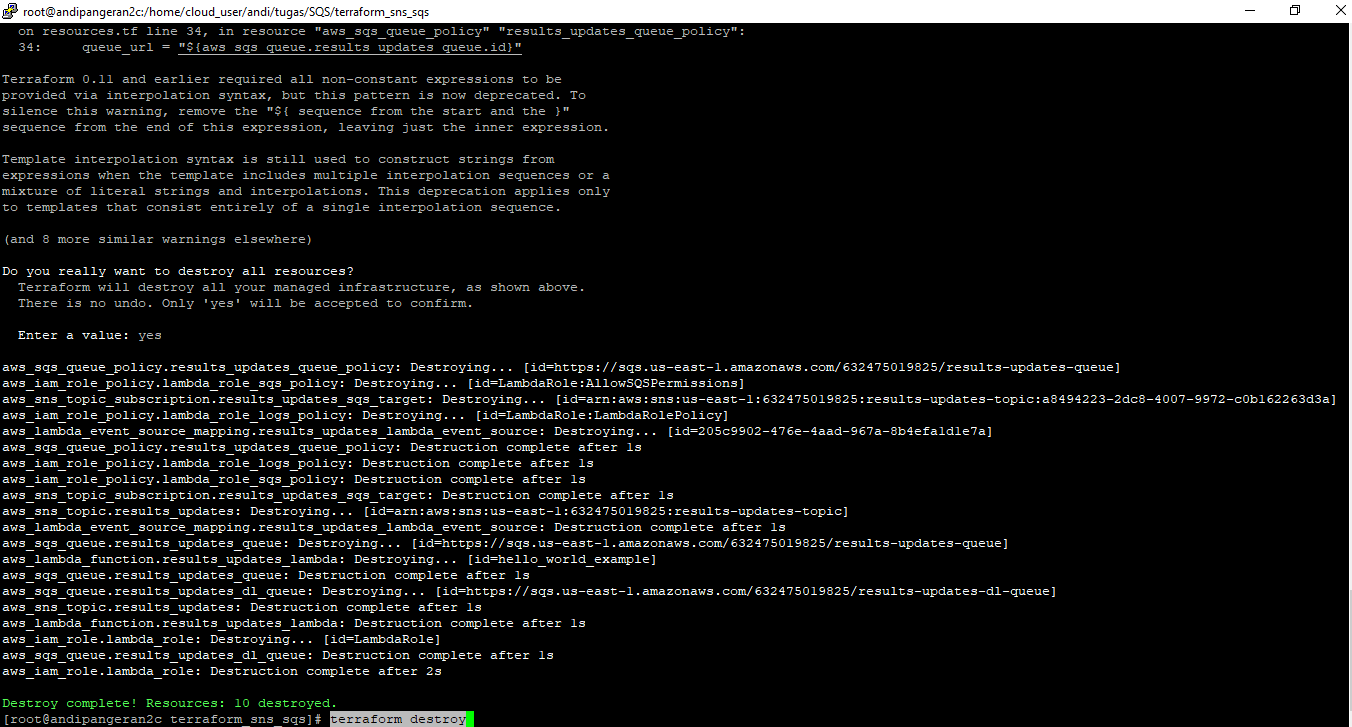 root@andipangeran2c:/home/cloud_user/andi/tugas/SQS/terraform_sns_sqs
on resources.tf line 34, in resource "aws_sqs_queue_policy" "results_updates_queue_policy":
34:     queue_url = "${aws_sqs_queue.results_updates_queue.id}"
Terraform 0.11 and earlier required all non-constant expressions to be
provided via interpolation syntax, but this pattern is now deprecated. To
silence this warning, remove the "${ sequence from the start and the }"
sequence from the end of this expression, leaving just the inner expression.
Template interpolation syntax is still used to construct strings from
expressions when the template includes multiple interpolation sequences or a
mixture of literal strings and interpolations. This deprecation applies only
to templates that consist entirely of a single interpolation sequence.
(and 8 more similar warnings elsewhere)
Do you really want to destroy all resources?
Terraform will destroy all your managed infrastructure, as shown above.
There is no undo. Only 'yes' will be accepted to confirm.
Enter a value: yes
aws_sqs_queue_policy.results_updates_queue_policy: Destroying... [id=https://sqs.us-east-1.amazonaws.com/632475019825/results-updates-queue]
aws_iam_role_policy.lambda_role_sqs_policy: Destroying... [id=LambdaRole:AllowSQSPermissions]
aws_sns_topic_subscription.results_updates_sqs_target: Destroying... [id=arn:aws:sns:us-east-1:632475019825:results-updates-topic:a8494223-2dc8-4007-9972-c0b162263d3a]
aws_iam_role_policy.lambda_role_logs_policy: Destroying... [id=LambdaRole:LambdaRolePolicy]
aws_lambda_event_source_mapping.results_updates_lambda_event_source: Destroying... [id=205c9902-476e-4aad-967a-8b4efa1d1e7a]
aws_sqs_queue_policy.results_updates_queue_policy: Destruction complete after 1s
aws_iam_role_policy.lambda_role_logs_policy: Destruction complete after 1s
aws_iam_role_policy.lambda_role_sqs_policy: Destruction complete after 1s
aws_sns_topic_subscription.results_updates_sqs_target: Destruction complete after 1s
aws_sns_topic.results_updates: Destroying... [id=arn:aws:sns:us-east-1:632475019825:results-updates-topic]
aws_lambda_event_source_mapping.results_updates_lambda_event_source: Destruction complete after 1s
aws_sqs_queue.results_updates_queue: Destroying... [id=https://sqs.us-east-1.amazonaws.com/632475019825/results-updates-queue]
aws_lambda_function.results_updates_lambda: Destroying... [id=hello_world_example]
aws_sqs_queue.results_updates_queue: Destruction complete after 1s
aws_sqs_queue.results_updates_dl_queue: Destroying... [id=https://sqs.us-east-1.amazonaws.com/632475019825/results-updates-dl-queue]
aws_sns_topic.results_updates: Destruction complete after 1s
aws_lambda_function.results_updates_lambda: Destruction complete after 1s
aws_iam_role.lambda_role: Destroying... [id=LambdaRole]
aws_sqs_queue.results_updates_dl_queue: Destruction complete after 1s
aws_iam_role.lambda_role: Destruction complete after 2s
Destroy complete! Resources: 10 destroyed.
[root@andipangeran2c terraform_sns_sqs]# terraform destroy